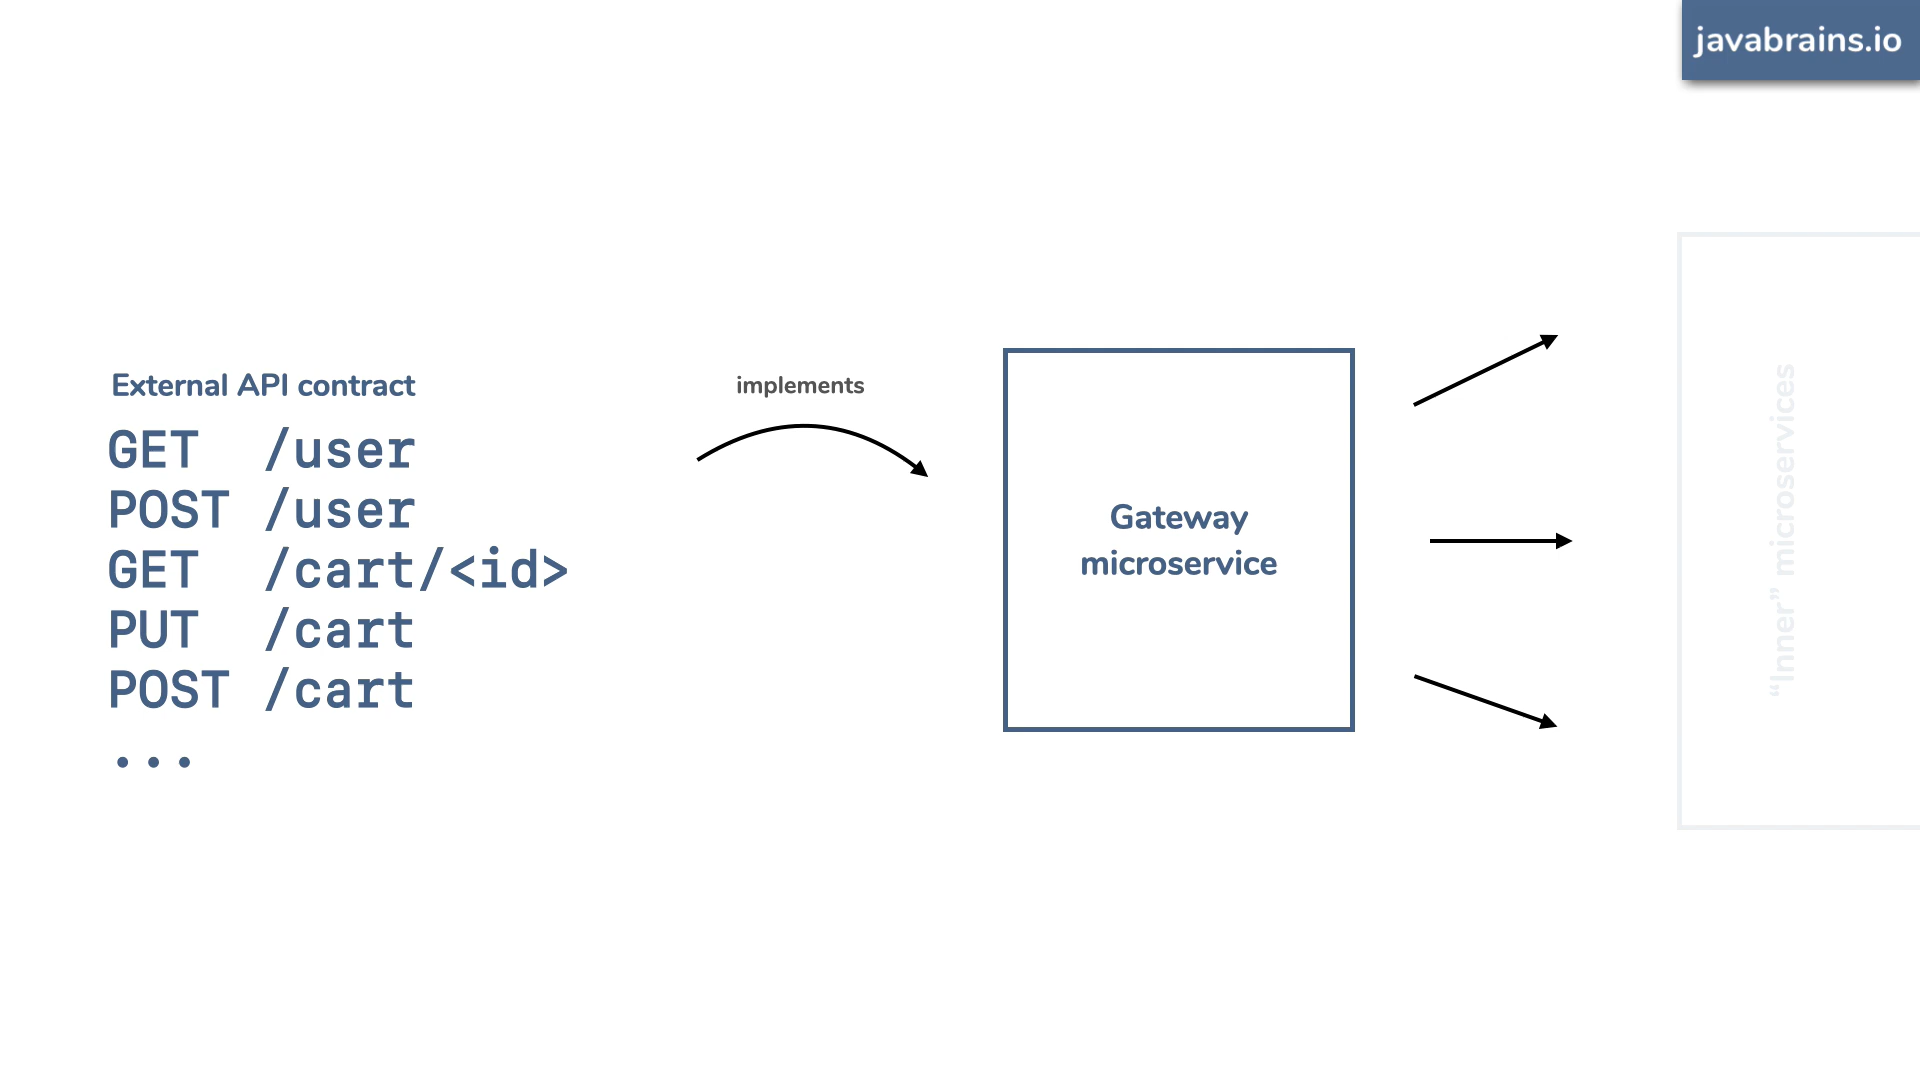 javabrains.io
External API contract
implements
GET /user
POST /user
GET /cart/<id>
PUT /cart
POST /cart
...
Gateway
microservice
“Inner” microservices